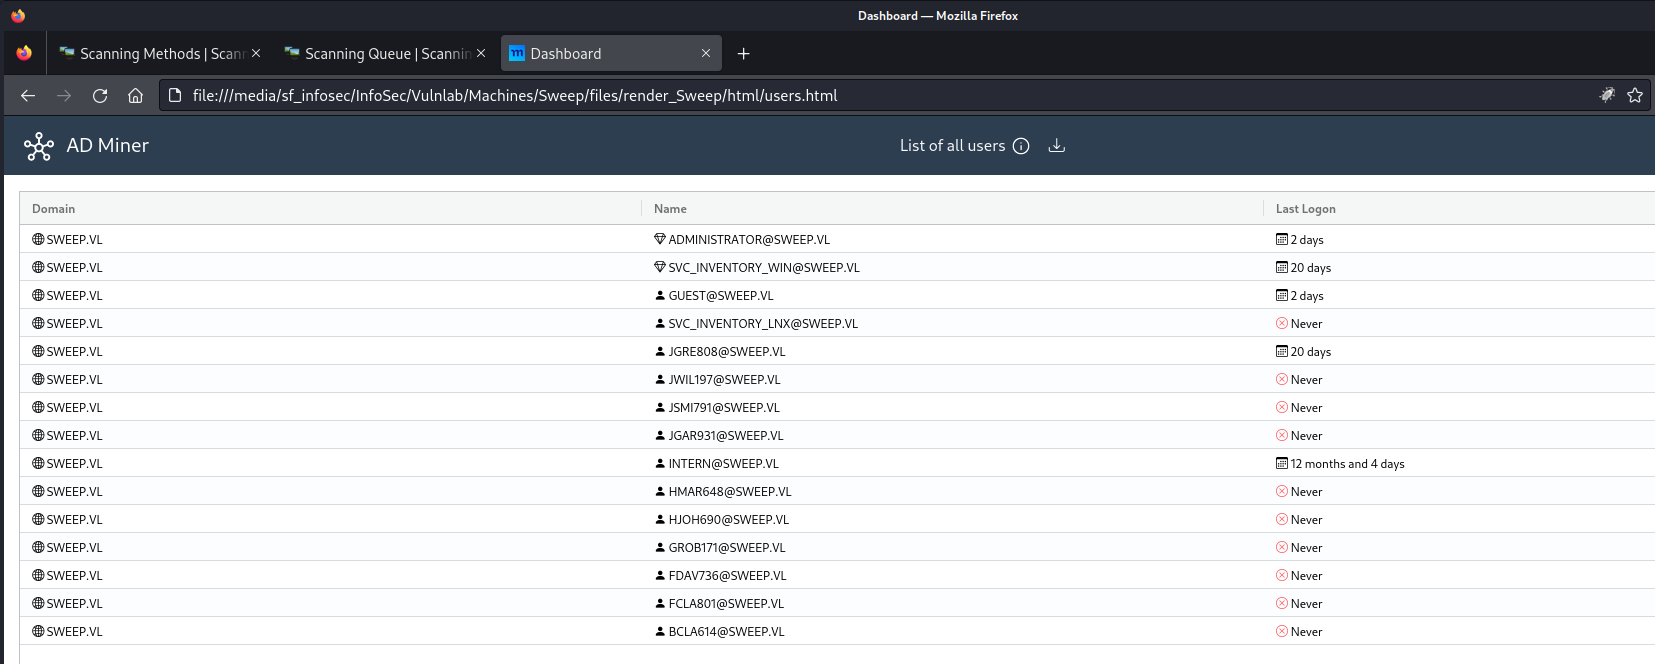 Dashboard — Mozilla Firefox
Scanning Methods | Scann
Scanning Queue | Scannin
m Dashboard
file:///media/sf_infosec/InfoSec/Vulnlab/Machines/Sweep/files/render_Sweep/html/users.html
AD Miner
List of all users
Domain Name Last Logon
SWEEP.VL ADMINISTRATOR@SWEEP.VL 2 days
SWEEP.VL SVC_INVENTORY_WIN@SWEEP.VL 20 days
SWEEP.VL GUEST@SWEEP.VL 2 days
SWEEP.VL SVC_INVENTORY_LNX@SWEEP.VL Never
SWEEP.VL JGRE808@SWEEP.VL 20 days
SWEEP.VL JWIL197@SWEEP.VL Never
SWEEP.VL JSMI791@SWEEP.VL Never
SWEEP.VL JGAR931@SWEEP.VL Never
SWEEP.VL INTERN@SWEEP.VL 12 months and 4 days
SWEEP.VL HMAR648@SWEEP.VL Never
SWEEP.VL HJOH690@SWEEP.VL Never
SWEEP.VL GROB171@SWEEP.VL Never
SWEEP.VL FDAV736@SWEEP.VL Never
SWEEP.VL FCLA801@SWEEP.VL Never
SWEEP.VL BCLA614@SWEEP.VL Never